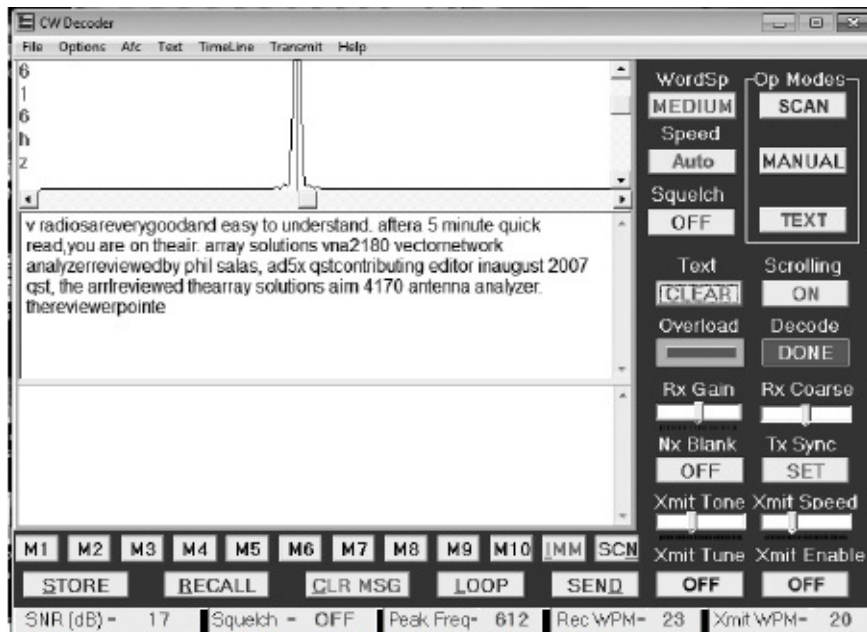 CW Decoder
File Options Afc Text TimeLine Transmit Help
6
1
6
h
z
v radiosareverygoodand easy to understand. aftera 5 minute quick
read,you are on theair. array solutions vna2180 vectornetwork
analyzerreviewedby phil salas, ad5x qstcontributing editor inaugust 2007
qst, the arrlreviewed thearray solutions aim 4170 antenna analyzer.
thereviewerpointe
WordSp Op Modes
MEDIUM SCAN
Speed
Auto MANUAL
Squelch
OFF TEXT
Text Scrolling
CLEAR ON
Overload Decode
DONE
Rx Gain Rx Coarse
Nx Blank Tx Sync
OFF SET
Xmit Tone Xmit Speed
Xmit Tune Xmit Enable
OFF OFF
M1 M2 M3 M4 M5 M6 M7 M8 M9 M10 IMM SCN
STORE RECALL CLR MSG LOOP SEND
SNR (dB) - 17 Squelch - OFF Peak Freq- 612 Rec WPM- 23 Xmit WPM- 20